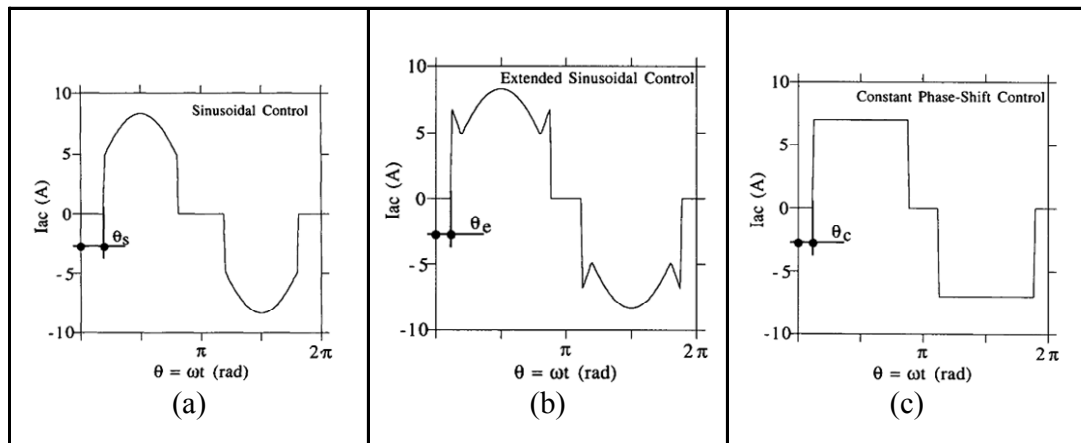 Sinusoidal Control
10
5
0
- 5
-10
Iac (A)
θs
π
2π
θ = ωt (rad)
(a)
Extended Sinusoidal Control
10
5
0
- 5
-10
Iac (A)
θe
π
2π
θ = ωt (rad)
(b)
Constant Phase-Shift Control
10
5
0
- 5
-10
Iac (A)
θc
π
2π
θ = ωt (rad)
(c)